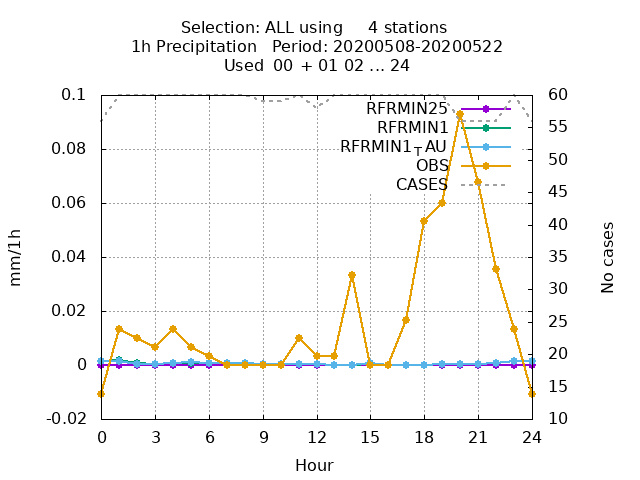 Selection: ALL using     4 stations
1h Precipitation   Period: 20200508-20200522
Used  00 + 01 02 ... 24
RFRMIN25
RFRMIN1
RFRMIN1TAU
OBS
CASES
0.1
0.08
0.06
0.04
0.02
0
-0.02
mm/1h
60
55
50
45
40
35
30
25
20
15
10
No cases
0 3 6 9 12 15 18 21 24
Hour